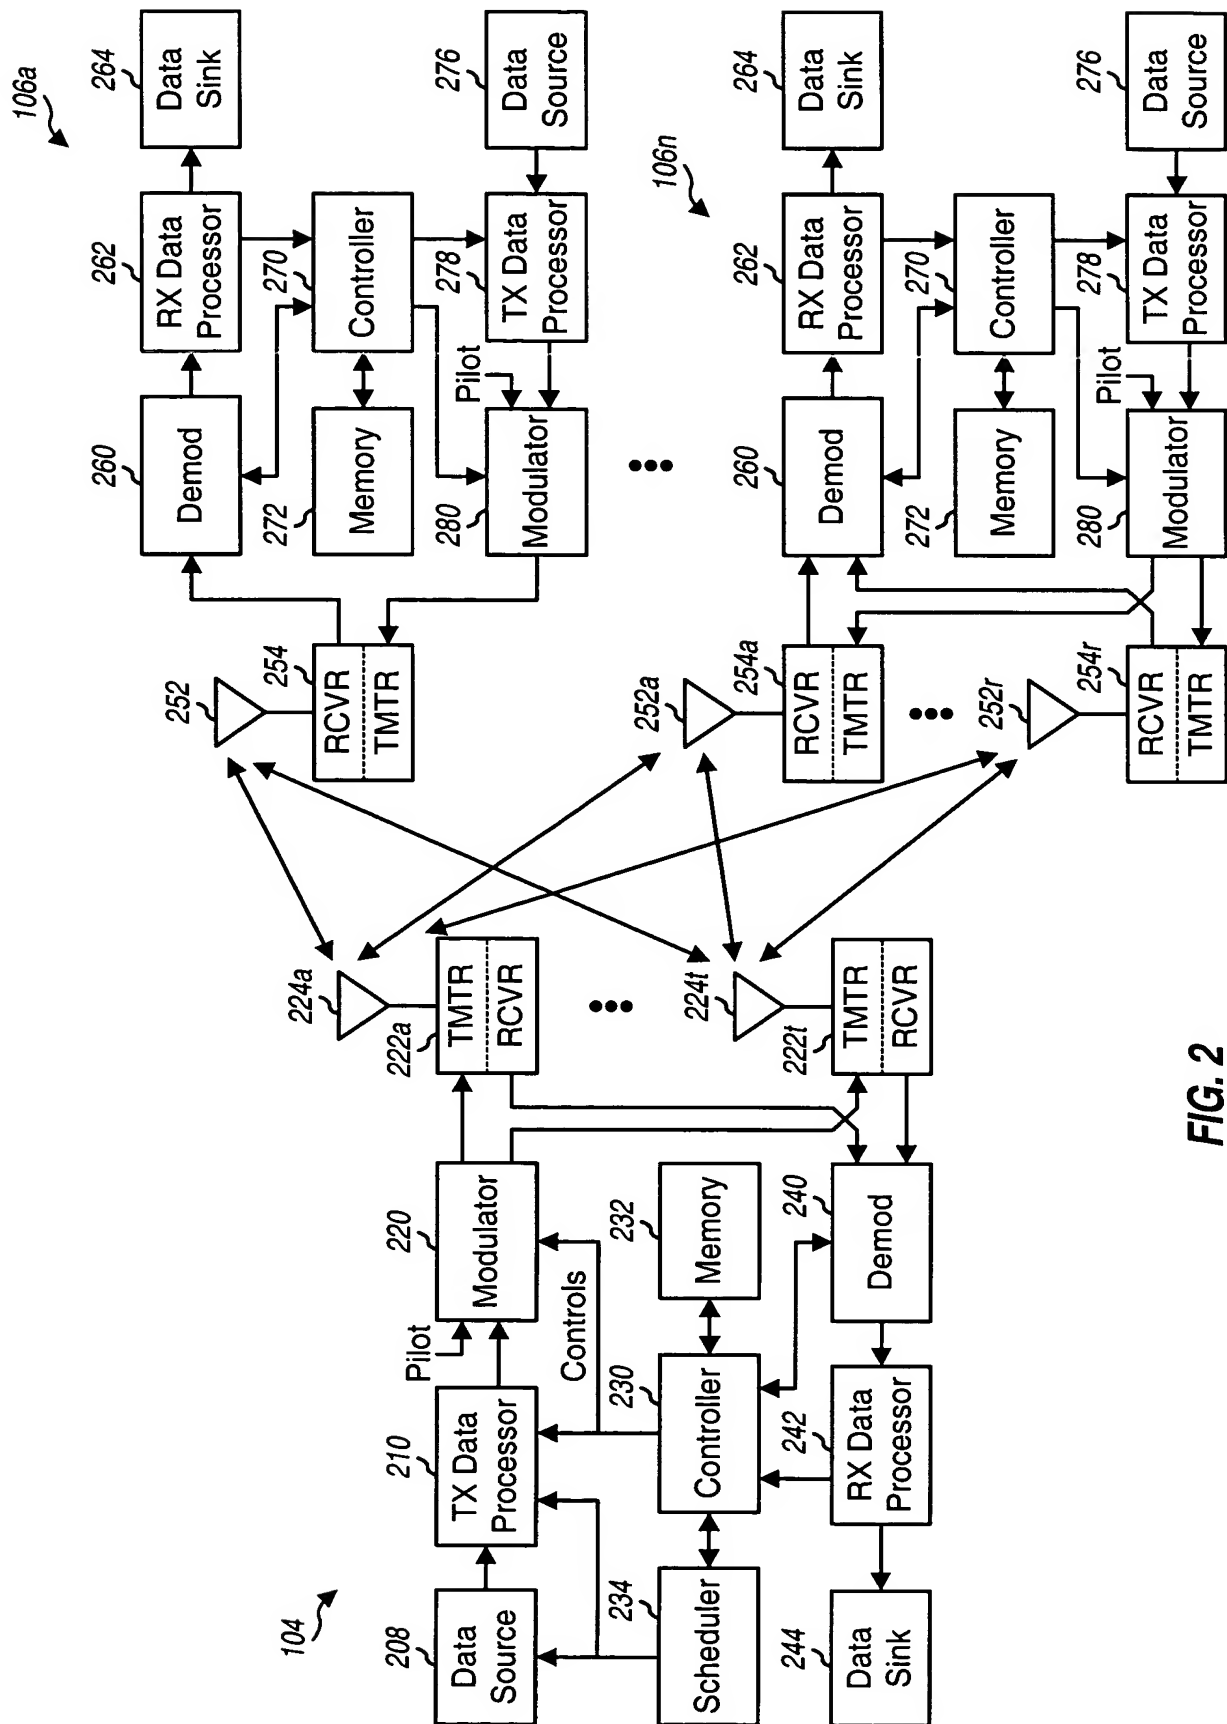 104
208
Data
Source
210
TX Data
Processor
Pilot
220
Modulator
Controls
234
Scheduler
230
Controller
232
Memory
244
Data
Sink
242
RX Data
Processor
240
Demod
224a
222a
TMTR
RCVR
224t
222t
TMTR
RCVR
106a
252
254
RCVR
TMTR
260
Demod
262
RX Data
Processor
264
Data
Sink
272
Memory
270
Controller
280
Modulator
Pilot
278
TX Data
Processor
276
Data
Source
106n
252a
254a
RCVR
TMTR
252r
254r
RCVR
TMTR
260
Demod
262
RX Data
Processor
264
Data
Sink
272
Memory
270
Controller
280
Modulator
Pilot
278
TX Data
Processor
276
Data
Source
FIG. 2